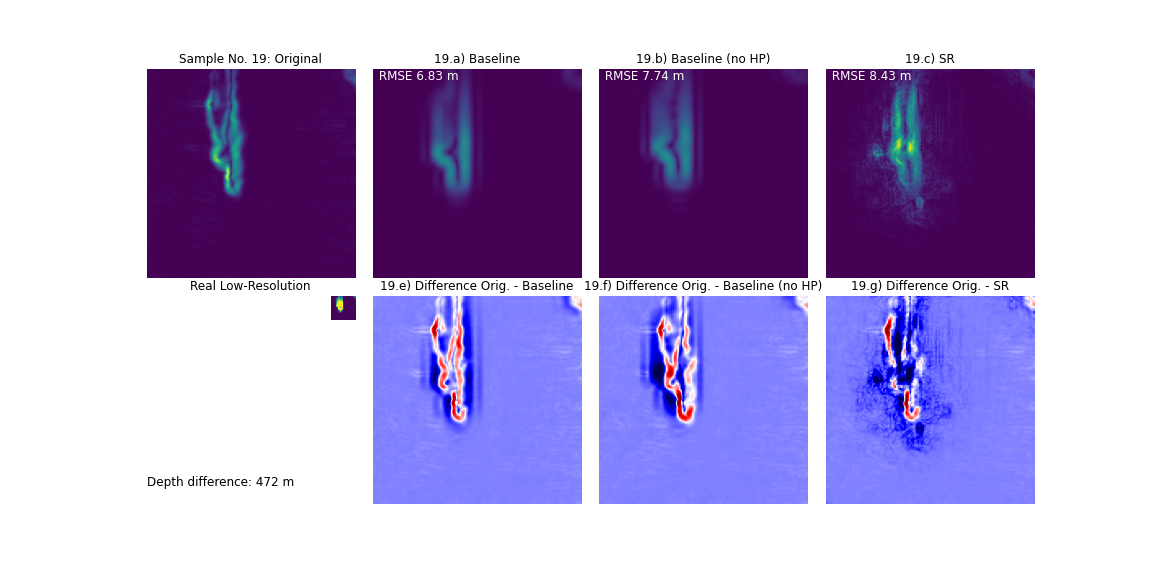 Sample No. 19: Original
19.a) Baseline
19.b) Baseline (no HP)
19.c) SR
RMSE 6.83 m
RMSE 7.74 m
RMSE 8.43 m
Real Low-Resolution
19.e) Difference Orig. - Baseline
19.f) Difference Orig. - Baseline (no HP)
19.g) Difference Orig. - SR
Depth difference: 472 m